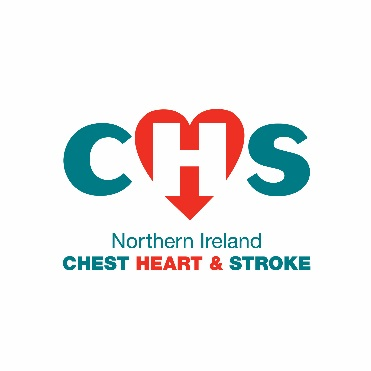 CHS
Northern Ireland
CHEST HEART & STROKE